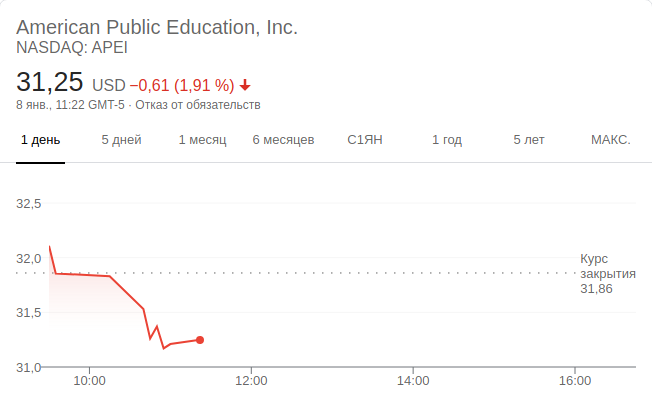 American Public Education, Inc.
NASDAQ: APEI
31,25 USD −0,61 (1,91 %)
8 янв., 11:22 GMT-5 · Отказ от обязательств
1 день 5 дней 1 месяц 6 месяцев С1ЯН 1 год 5 лет МАКС.
32,5
32,0
31,5
31,0
Курс
закрытия
31,86
10:00 12:00 14:00 16:00